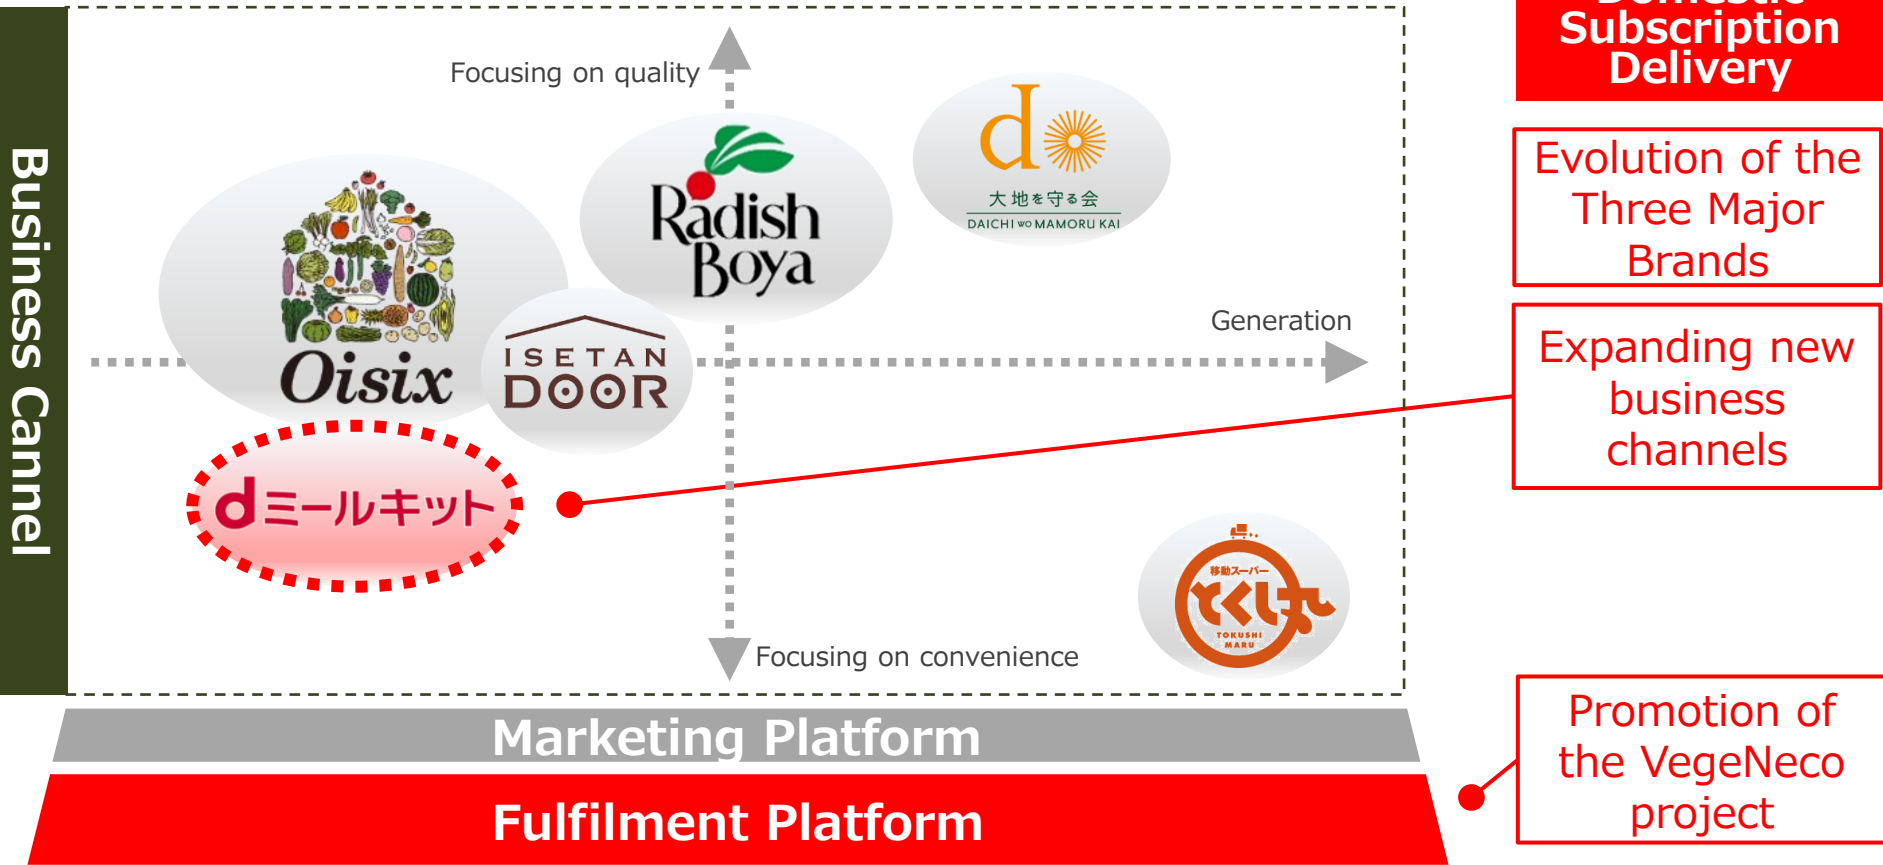 Business Cannel
Focusing on quality
Radish
Boya
do
大地を守る会
DAICHI WO MAMORU KAI
Oisix
ISETAN
DOOR
Generation
dミールキット
移動スーパー
とくし丸
TOKUSHI
MARU
Focusing on convenience
Marketing Platform
Fulfilment Platform
Domestic
Subscription
Delivery
Evolution of the
Three Major
Brands
Expanding new
business
channels
Promotion of
the VegeNeco
project